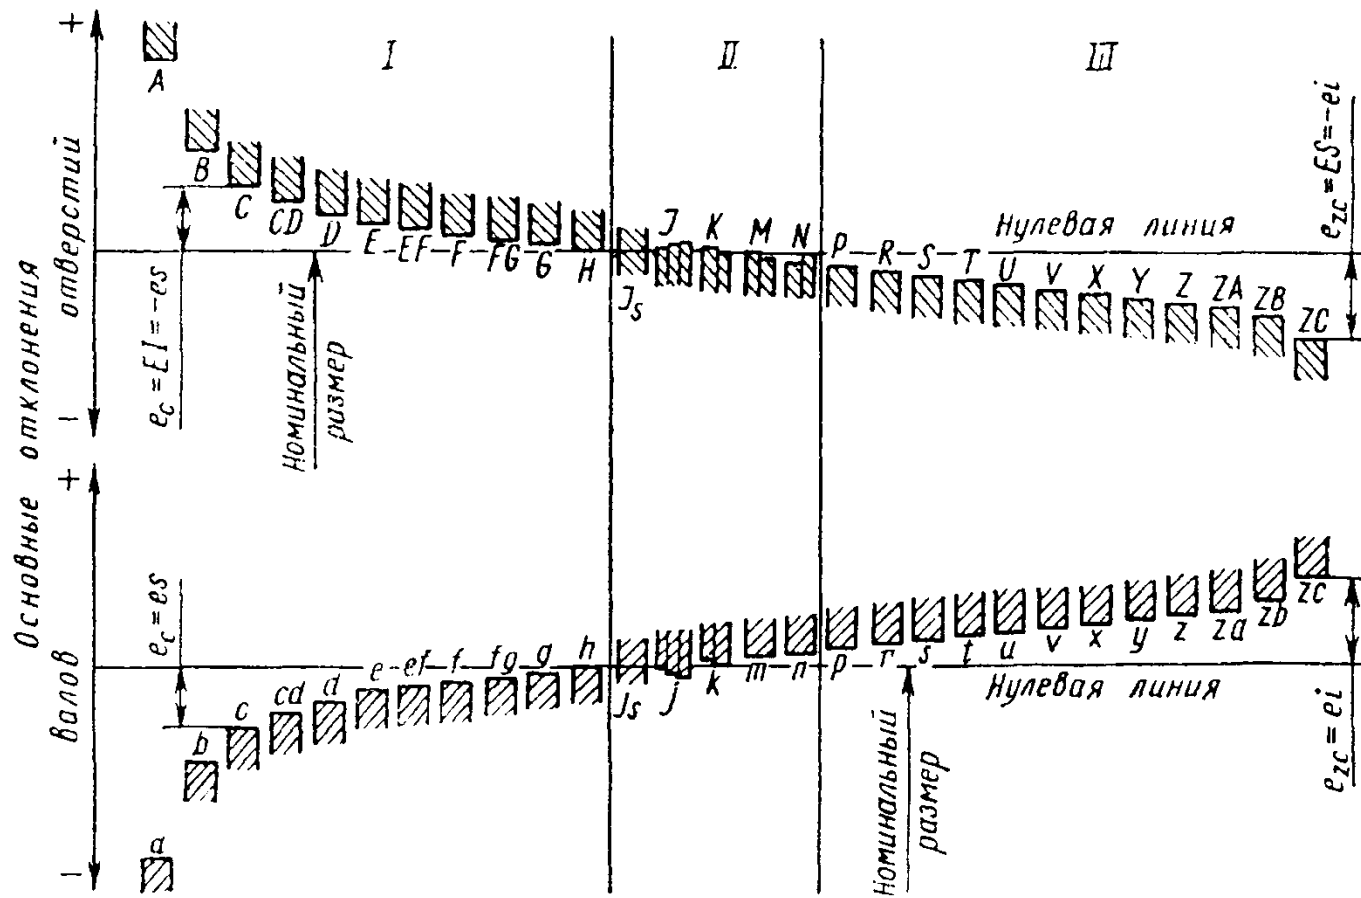 Основные отклонения
отверстий
валов
+
I
II
III
A
B
C
CD
D
E
EF
F
FG
G
H
Js
J
K
M
N
P
R
S
T
U
V
X
Y
Z
ZA
ZB
ZC
Нулевая линия
ec = EI = -es
ezc = ES = -ei
Номинальный
размер
−
+
ec = es
a
b
c
cd
d
e
ef
f
fg
g
h
Js
j
k
m
n
p
r
s
t
u
v
x
y
z
za
zb
zc
Нулевая линия
ezc = ei
Номинальный
размер
−